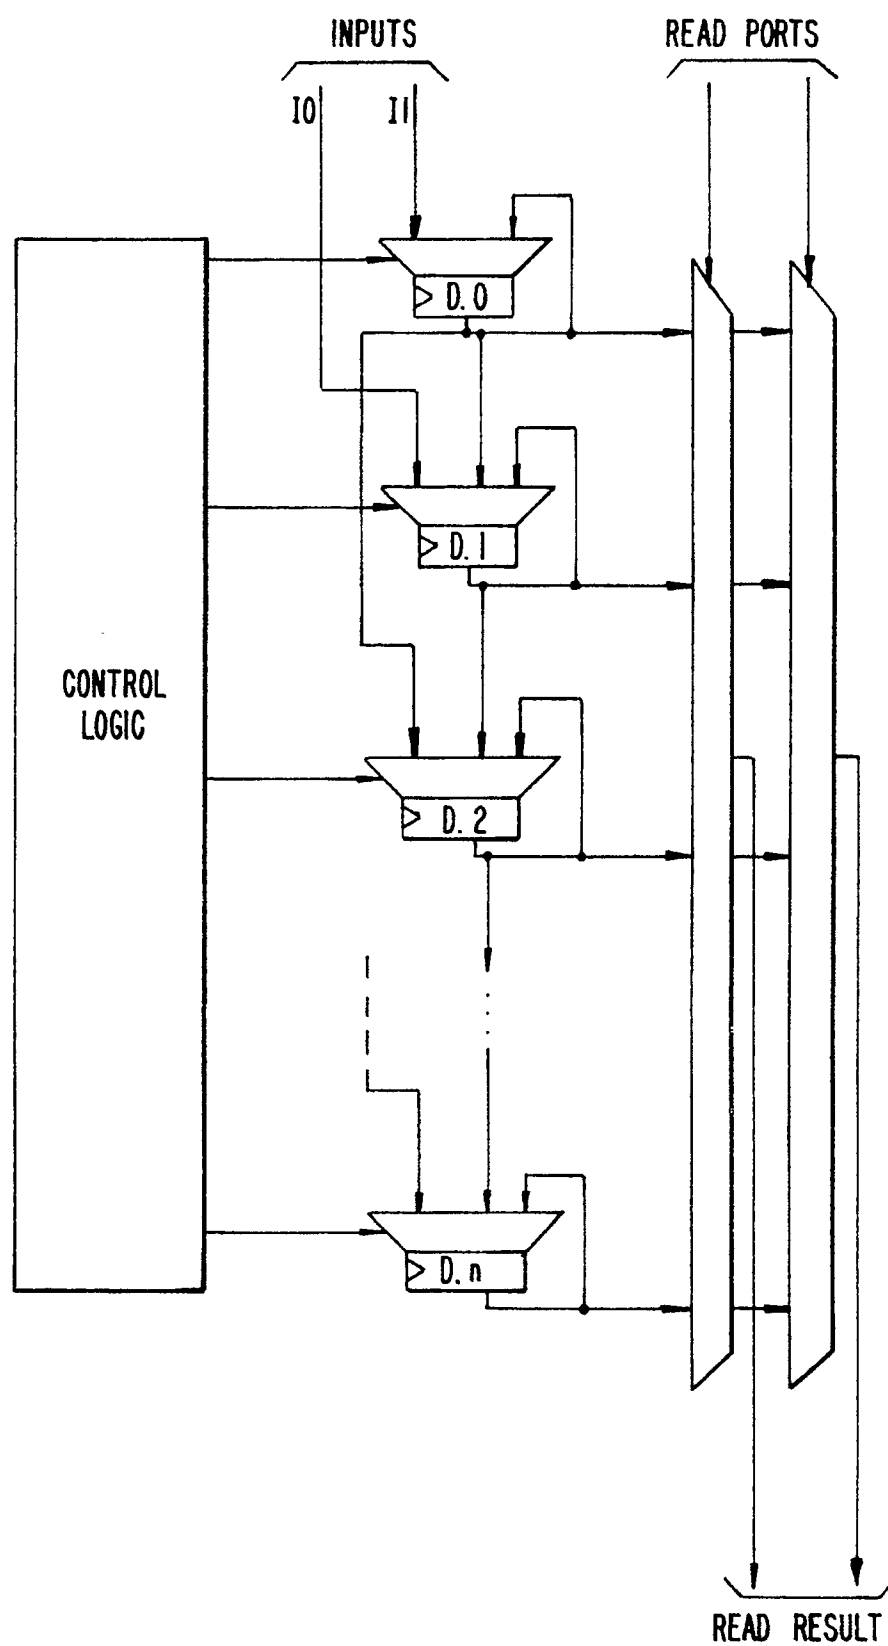 INPUTS
READ PORTS
I0
I1
D.0
D.1
CONTROL
LOGIC
D.2
D.n
READ RESULT